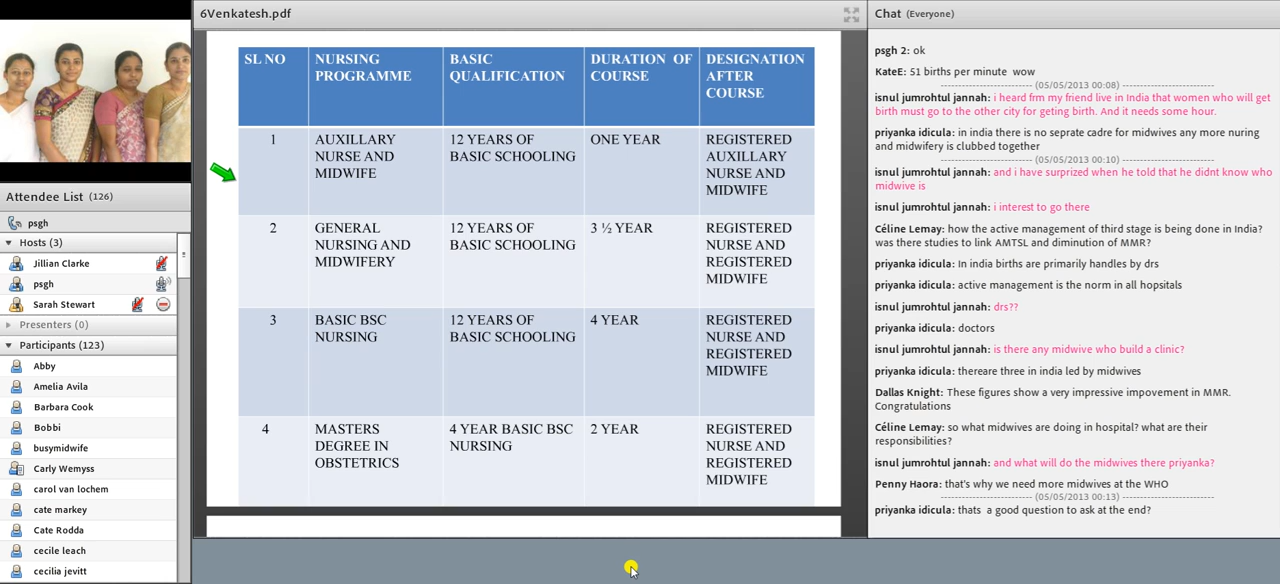 6Venkatesh.pdf
SL NO
NURSING
PROGRAMME
BASIC
QUALIFICATION
DURATION OF
COURSE
DESIGNATION
AFTER
COURSE
1
AUXILLARY
NURSE AND
MIDWIFE
12 YEARS OF
BASIC SCHOOLING
ONE YEAR
REGISTERED
AUXILLARY
NURSE AND
MIDWIFE
2
GENERAL
NURSING AND
MIDWIFERY
12 YEARS OF
BASIC SCHOOLING
3 ½ YEAR
REGISTERED
NURSE AND
REGISTERED
MIDWIFE
3
BASIC BSC
NURSING
12 YEARS OF
BASIC SCHOOLING
4 YEAR
REGISTERED
NURSE AND
REGISTERED
MIDWIFE
4
MASTERS
DEGREE IN
OBSTETRICS
4 YEAR BASIC BSC
NURSING
2 YEAR
REGISTERED
NURSE AND
REGISTERED
MIDWIFE
Attendee List (126)
psgh
Hosts (3)
Jillian Clarke
psgh
Sarah Stewart
Presenters (0)
Participants (123)
Abby
Amelia Avila
Barbara Cook
Bobbi
busymidwife
Carly Wemyss
carol van lochem
cate markey
Cate Rodda
cecile leach
cecilia jevitt
Chat (Everyone)
psgh 2: ok
KateE: 51 births per minute wow
(05/05/2013 00:08)
isnul jumrohtul jannah: i heard frm my friend live in India that women who will get
birth must go to the other city for geting birth. And it needs some hour.
priyanka idicula: in india there is no seprate cadre for midwives any more nuring
and midwifery is clubbed together
(05/05/2013 00:10)
isnul jumrohtul jannah: and i have surprized when he told that he didnt know who
midwive is
isnul jumrohtul jannah: i interest to go there
Céline Lemay: how the active management of third stage is being done in India?
was there studies to link AMTSL and diminution of MMR?
priyanka idicula: In india births are primarily handles by drs
priyanka idicula: active management is the norm in all hopsitals
isnul jumrohtul jannah: drs??
priyanka idicula: doctors
isnul jumrohtul jannah: is there any midwive who build a clinic?
priyanka idicula: thereare three in india led by midwives
Dallas Knight: These figures show a very impressive impovement in MMR.
Congratulations
Céline Lemay: so what midwives are doing in hospital? what are their
responsibilities?
isnul jumrohtul jannah: and what will do the midwives there priyanka?
Penny Haora: that's why we need more midwives at the WHO
(05/05/2013 00:13)
priyanka idicula: thats a good question to ask at the end?